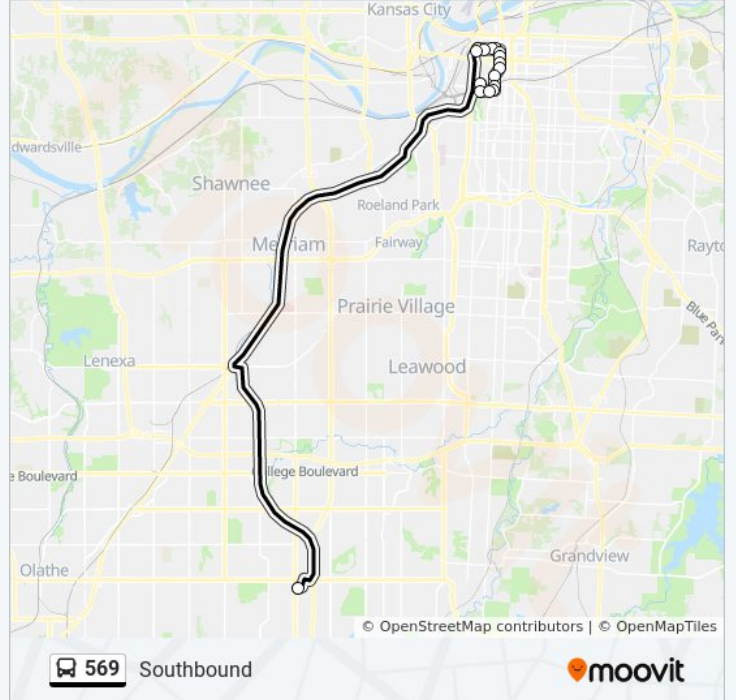 Kansas City
dwardsville
Shawnee
Roeland Park
Merriam
Fairway
Rayto
Prairie Village
Blue Par
Lenexa
Leawood
e Boulevard
College Boulevard
Olathe
Grandview
© OpenStreetMap contributors | © OpenMapTiles
569 Southbound
moovit